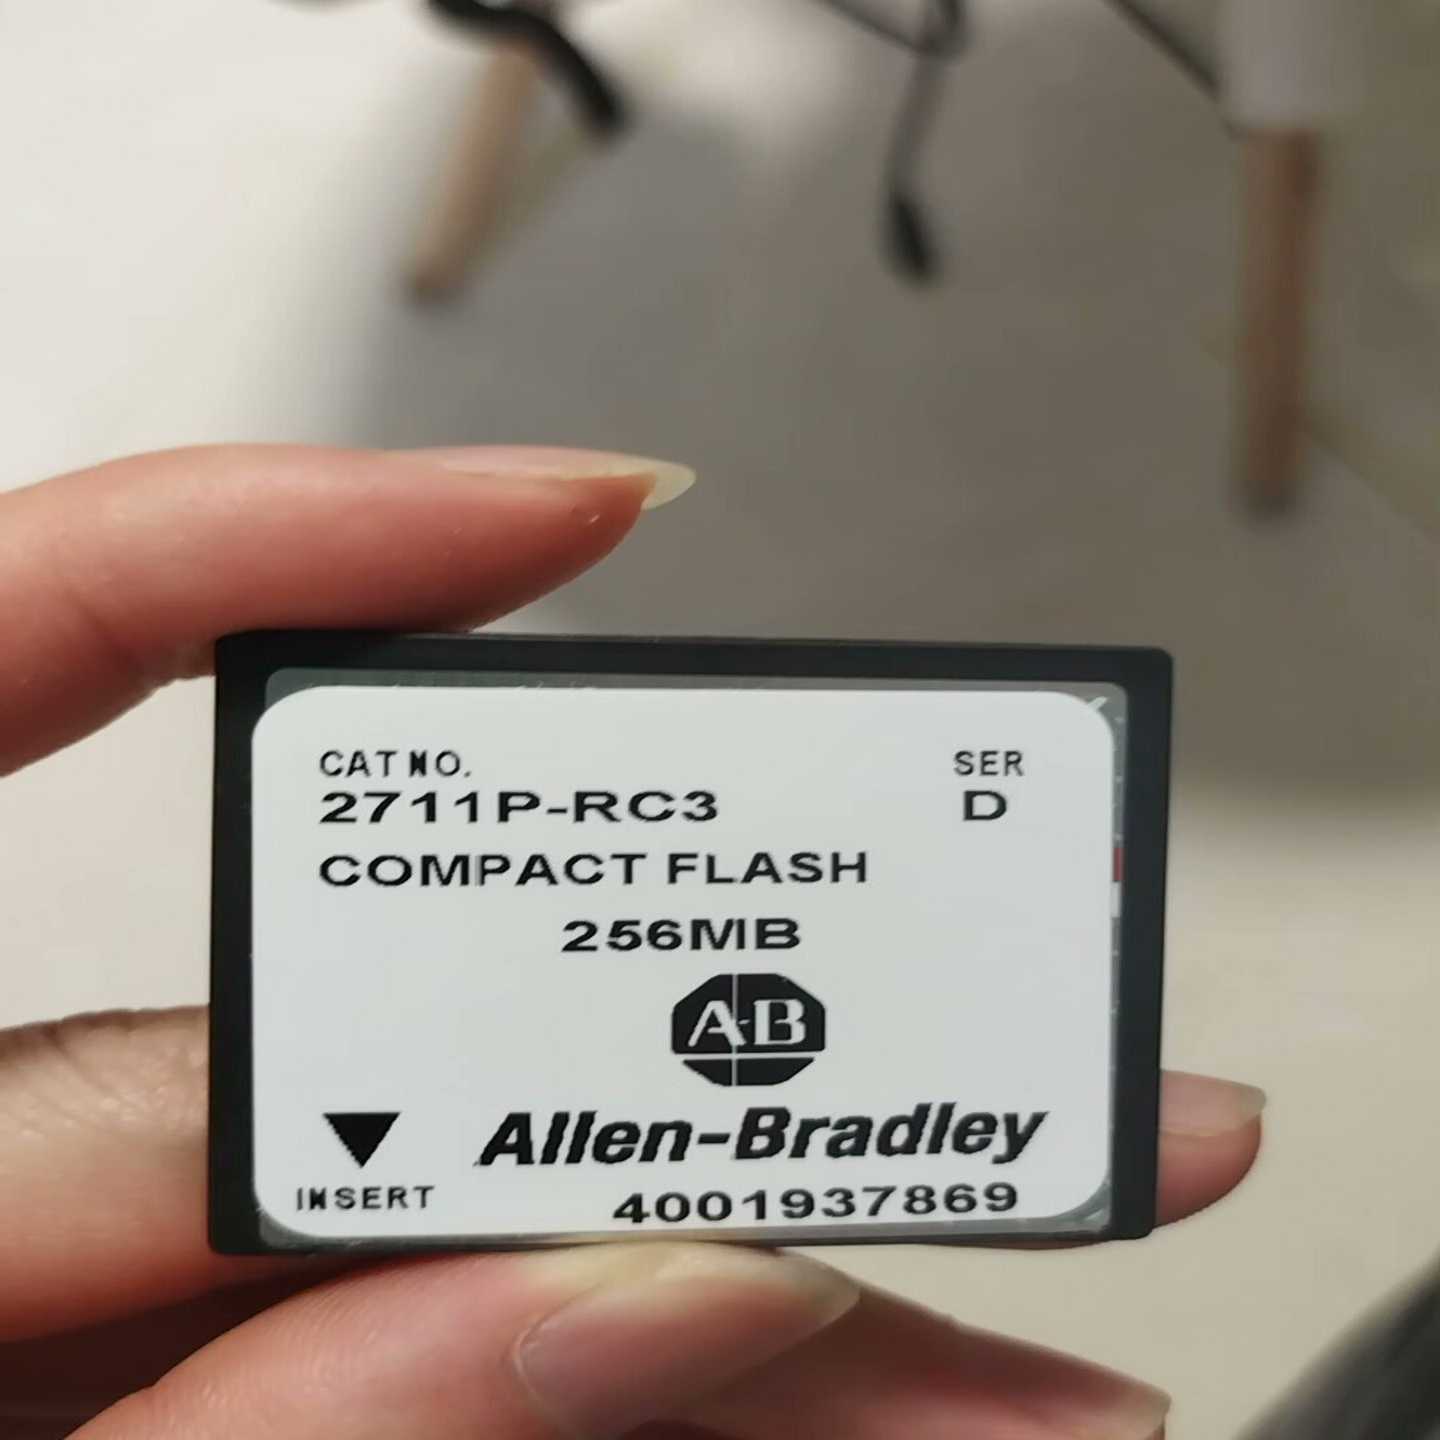 CAT NO. SER
2711P-RC3 D
COMPACT FLASH
256MB
AB
Allen-Bradley
INSERT 4001937869